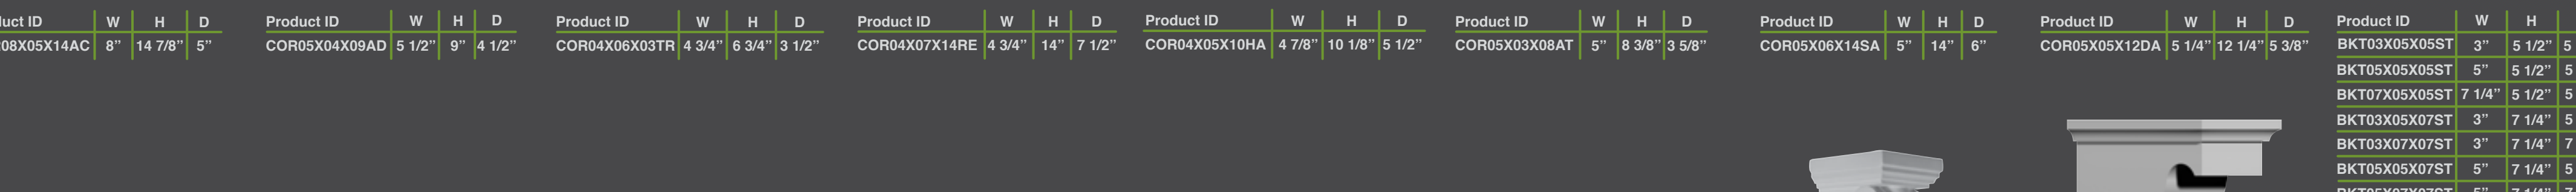 uct ID W H D
08X05X14AC 8” 14 7/8” 5”
Product ID W H D
COR05X04X09AD 5 1/2” 9” 4 1/2”
Product ID W H D
COR04X06X03TR 4 3/4” 6 3/4” 3 1/2”
Product ID W H D
COR04X07X14RE 4 3/4” 14” 7 1/2”
Product ID W H D
COR04X05X10HA 4 7/8” 10 1/8” 5 1/2”
Product ID W H D
COR05X03X08AT 5” 8 3/8” 3 5/8”
Product ID W H D
COR05X06X14SA 5” 14” 6”
Product ID W H D
COR05X05X12DA 5 1/4” 12 1/4” 5 3/8”
Product ID W H
BKT03X05X05ST 3” 5 1/2” 5
BKT05X05X05ST 5” 5 1/2” 5
BKT07X05X05ST 7 1/4” 5 1/2” 5
BKT03X05X07ST 3” 7 1/4” 5
BKT03X07X07ST 3” 7 1/4” 7
BKT05X05X07ST 5” 7 1/4” 5